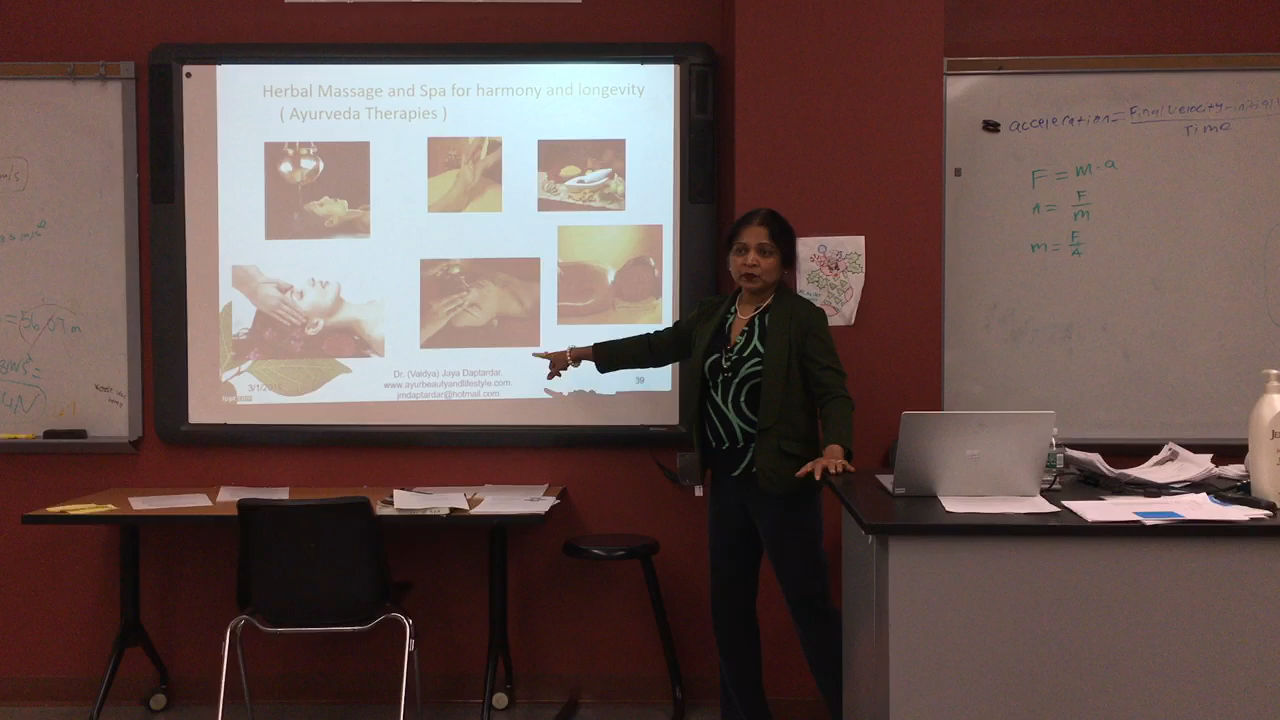 Herbal Massage and Spa for harmony and longevity
( Ayurveda Therapies )
Dr. (Vaidya) Jaya Daptardar.
www.ayurbeautyandlifestyle.com.
jmdaptardar@hotmail.com
39
acceleration = Final velocity - initial
Time
F = m · a
A = F
m
m = F
A